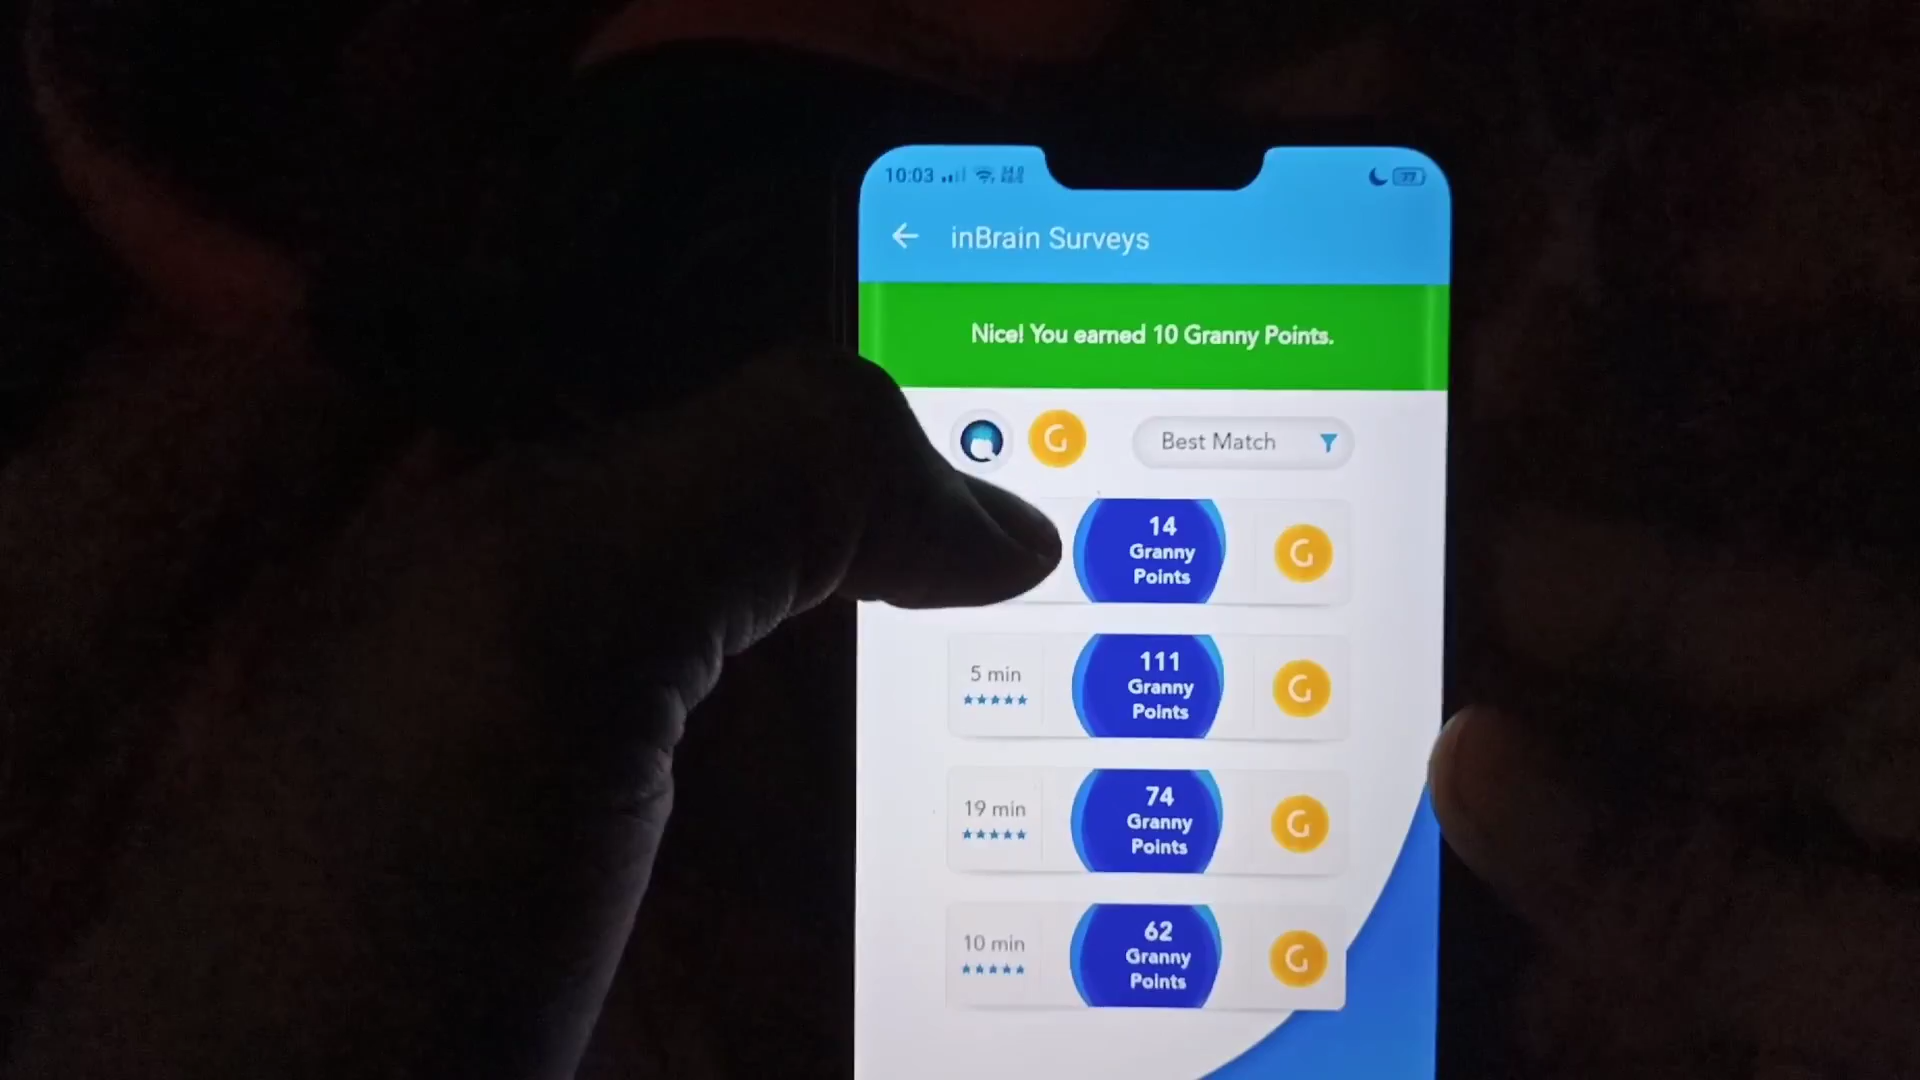 10:03
77
inBrain Surveys
Nice! You earned 10 Granny Points.
G
Best Match
14
Granny
Points
G
5 min
111
Granny
Points
G
19 min
74
Granny
Points
G
10 min
62
Granny
Points
G